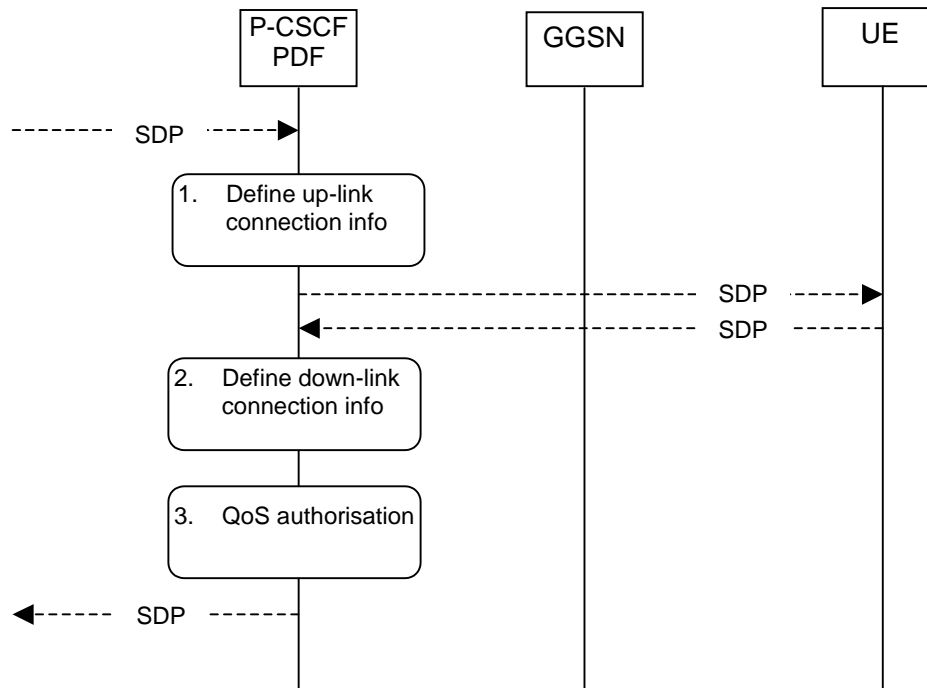 P-CSCF
PDF
GGSN
UE
SDP
1. Define up-link
connection info
SDP
SDP
2. Define down-link
connection info
3. QoS authorisation
SDP